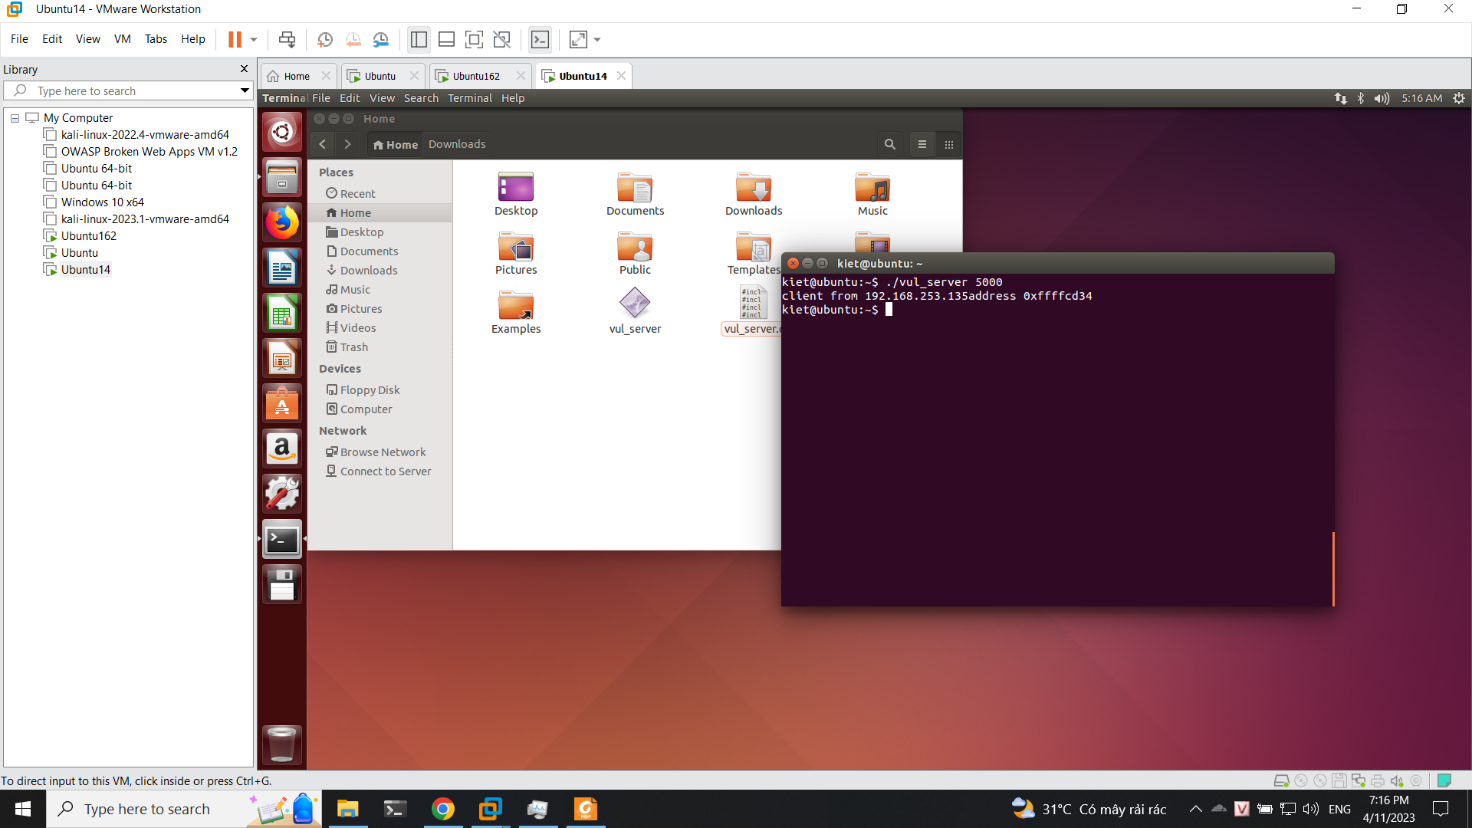 Ubuntu14 - VMware Workstation
File Edit View VM Tabs Help
Library
Type here to search
My Computer
kali-linux-2022.4-vmware-amd64
OWASP Broken Web Apps VM v1.2
Ubuntu 64-bit
Ubuntu 64-bit
Windows 10 x64
kali-linux-2023.1-vmware-amd64
Ubuntu162
Ubuntu
Ubuntu14
Home Ubuntu Ubuntu162 Ubuntu14
Terminal File Edit View Search Terminal Help
5:16 AM
Home
Home Downloads
Places
Recent
Home
Desktop
Documents
Downloads
Music
Pictures
Videos
Trash
Devices
Floppy Disk
Computer
Network
Browse Network
Connect to Server
Desktop Documents Downloads Music
Pictures Public Templates
#incl
#incl
#incl
#incl
Examples vul_server vul_server.c
kiet@ubuntu: ~
kiet@ubuntu:~$ ./vul_server 5000
client from 192.168.253.135address 0xffffcd34
kiet@ubuntu:~$
To direct input to this VM, click inside or press Ctrl+G.
Type here to search
31°C Có mây rải rác
ENG
7:16 PM
4/11/2023